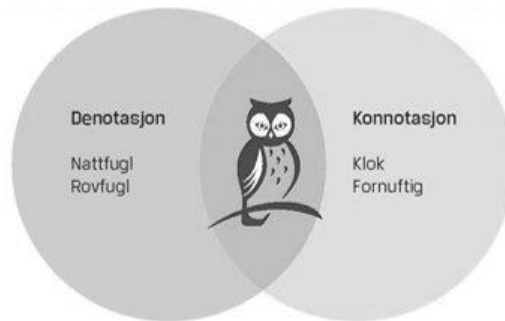 Denotasjon
Nattfugl
Rovfugl
Konnotasjon
Klok
Fornuftig